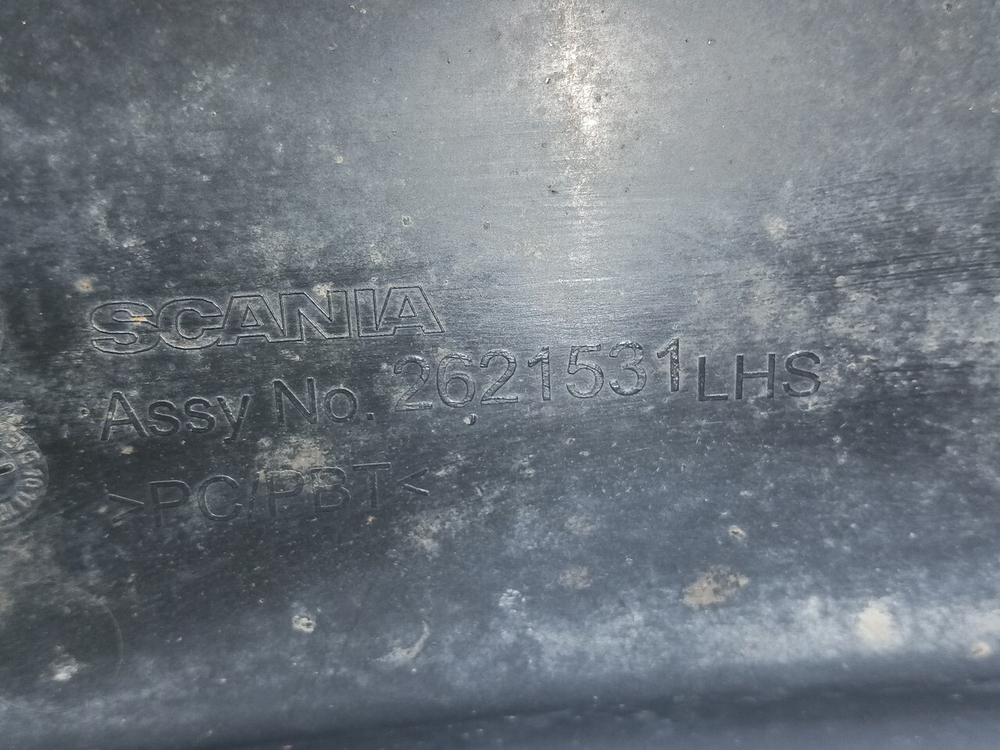 SCANIA
Assy No. 2621531LHS
>PC/PBT<